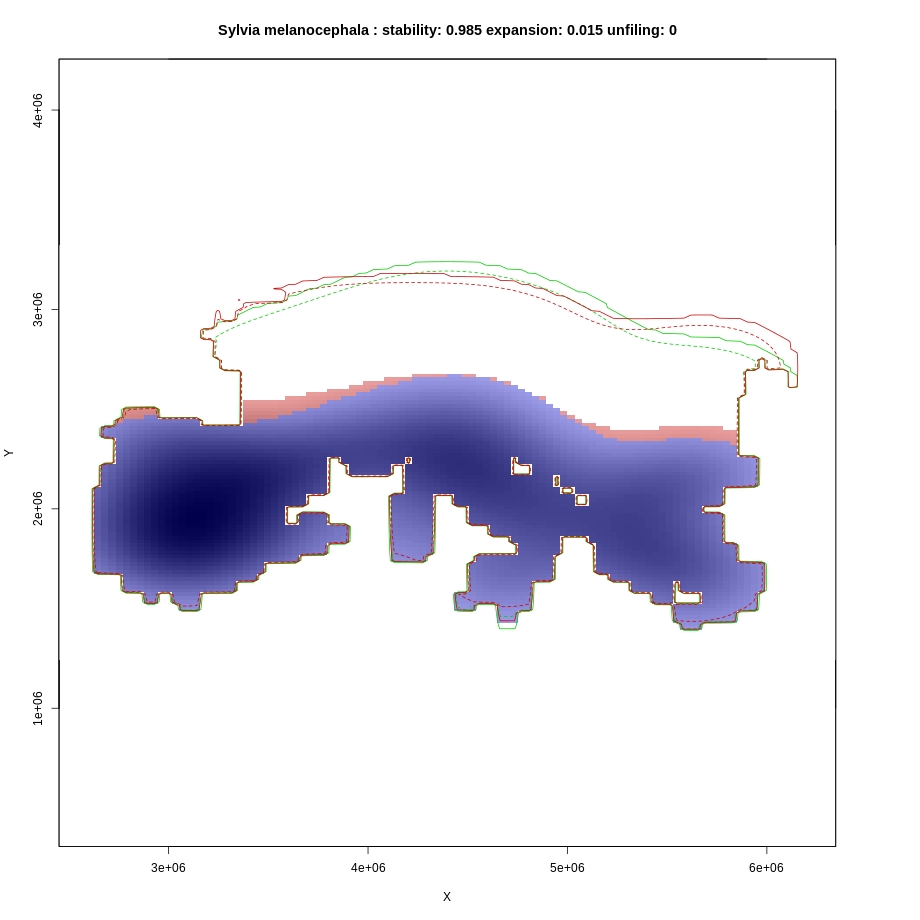 Sylvia melanocephala : stability: 0.985 expansion: 0.015 unfiling: 0
4e+06
3e+06
2e+06
1e+06
Y
3e+06 4e+06 5e+06 6e+06
X